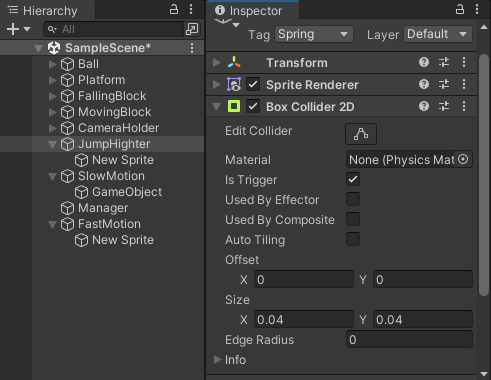 Hierarchy
All
SampleScene*
Ball
Platform
FallingBlock
MovingBlock
CameraHolder
JumpHighter
New Sprite
SlowMotion
GameObject
Manager
FastMotion
New Sprite
Inspector
Tag Spring Layer Default
Transform
Sprite Renderer
Box Collider 2D
Edit Collider
Material None (Physics Mat
Is Trigger
Used By Effector
Used By Composite
Auto Tiling
Offset
X 0 Y 0
Size
X 0.04 Y 0.04
Edge Radius 0
Info